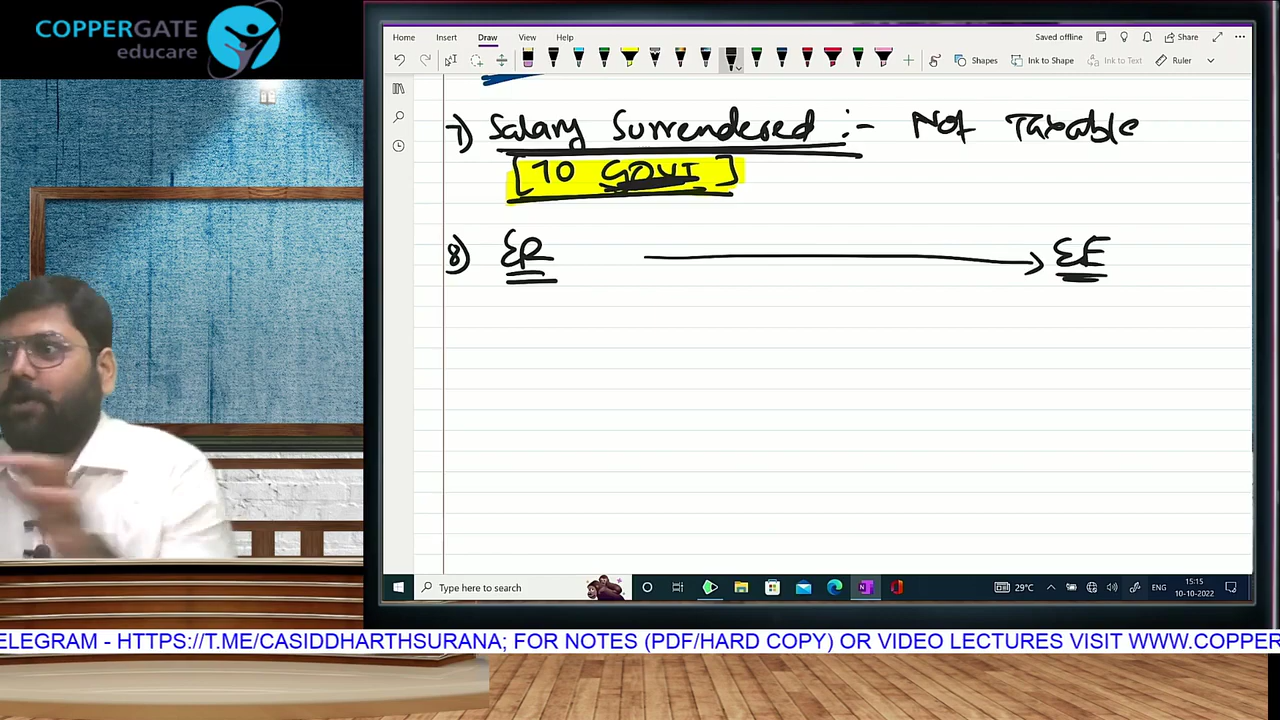 COPPERGATE
educare
Home Insert Draw View Help
Saved offline
Share
Shapes
Ink to Shape
Ink to Text
Ruler
7) Salary Surrendered :- Not Taxable
[TO GOVT]
8) ER → EE
Type here to search
29°C
ENG
15:15
10-10-2022
ELEGRAM - HTTPS://T.ME/CASIDDHARTHSURANA; FOR NOTES (PDF/HARD COPY) OR VIDEO LECTURES VISIT WWW.COPPER